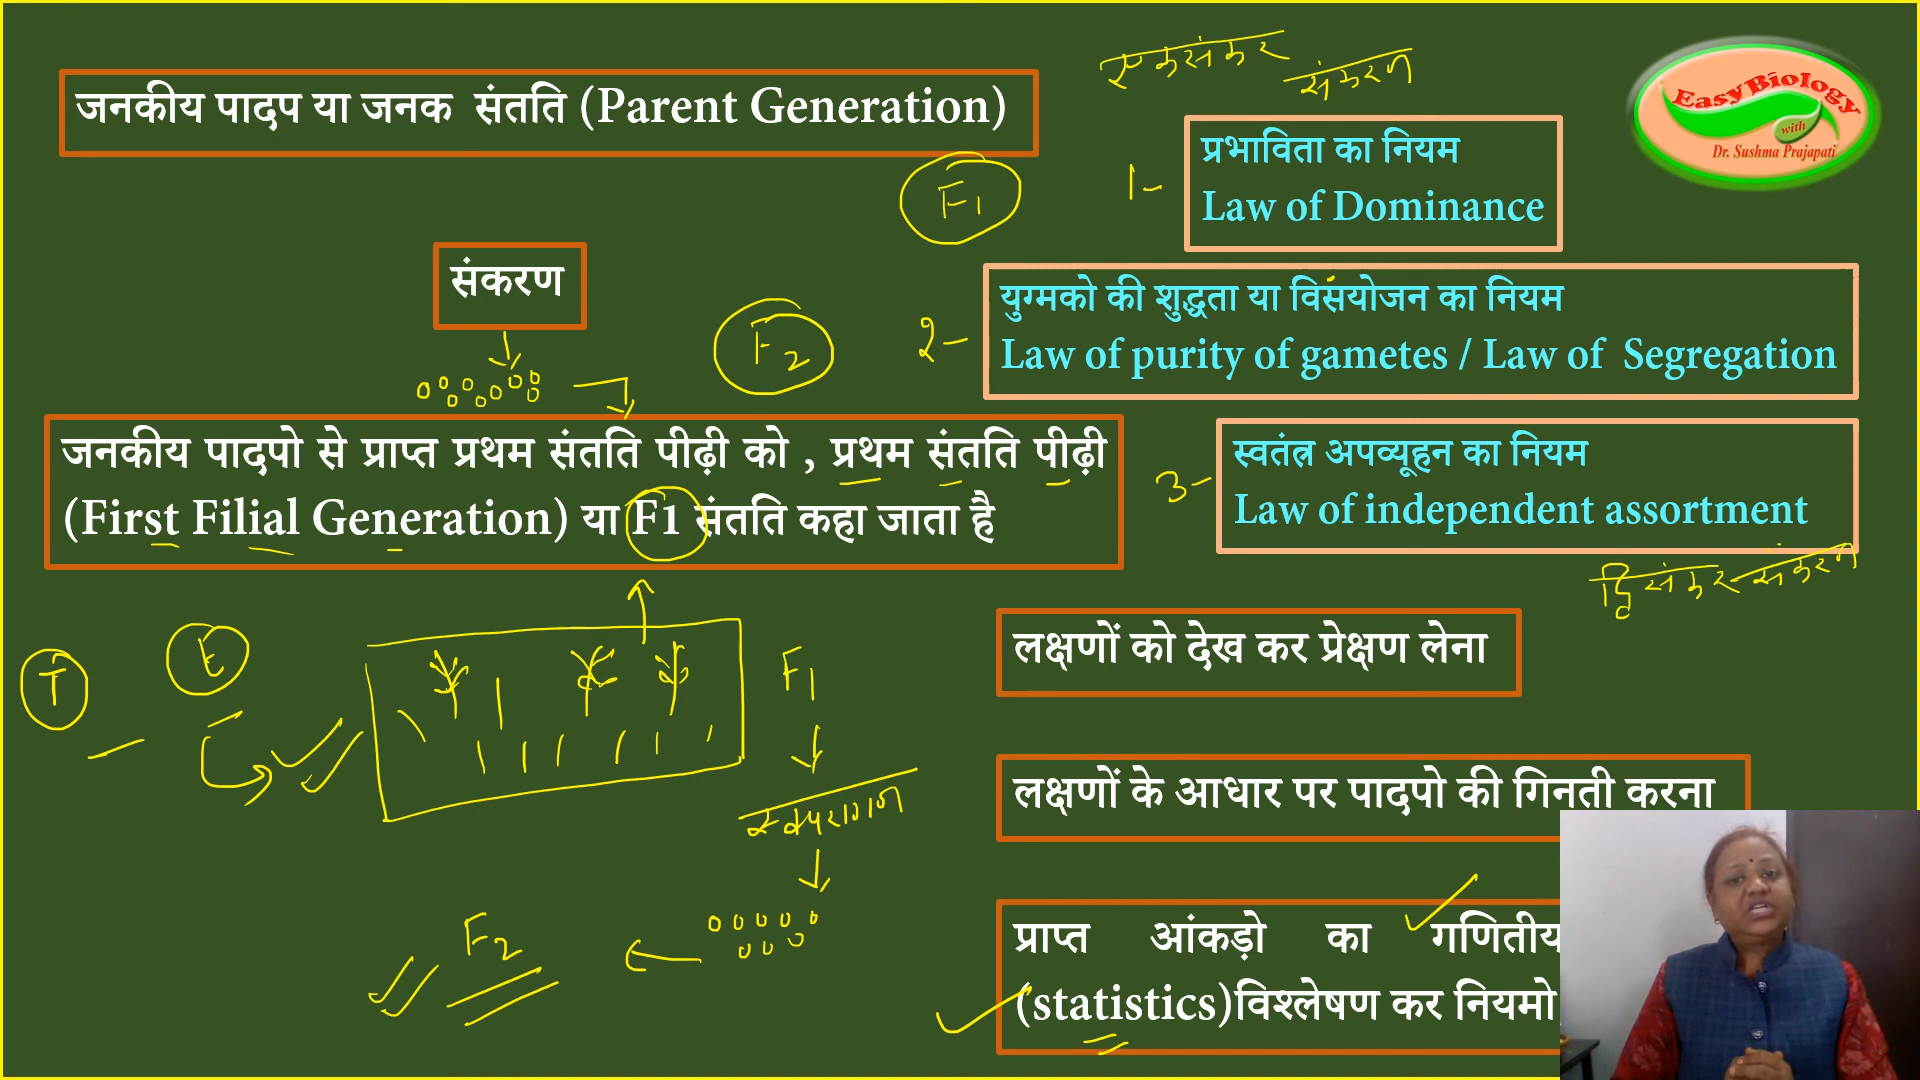 जनकीय पादप या जनक संतति (Parent Generation)
एकसंकर
संकरण
EasyBiology
with
Dr. Sushma Prajapati
F1
1-
प्रभाविता का नियम
Law of Dominance
संकरण
F2
2-
युग्मको की शुद्धता या विसंयोजन का नियम
Law of purity of gametes / Law of Segregation
जनकीय पादपो से प्राप्त प्रथम संतति पीढ़ी को , प्रथम संतति पीढ़ी
(First Filial Generation) या F1 संतति कहा जाता है
3-
स्वतंत्र अपव्यूहन का नियम
Law of independent assortment
द्विसंकर संकरण
T
t
F1
स्वपरागण
F2
लक्षणों को देख कर प्रेक्षण लेना
लक्षणों के आधार पर पादपो की गिनती करना
प्राप्त आंकड़ो का गणितीय
(statistics)विश्लेषण कर नियमो